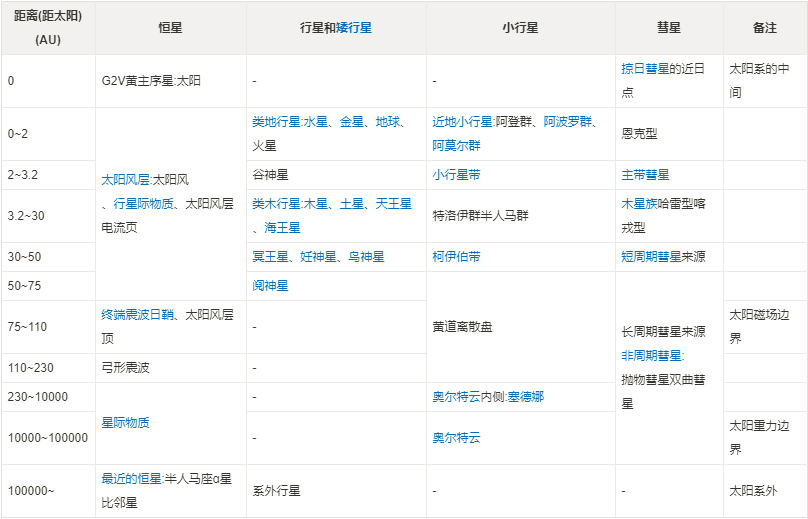 距离(距太阳)
(AU)
恒星
行星和矮行星
小行星
彗星
备注
0
G2V黄主序星:太阳
-
-
掠日彗星的近日
点
太阳系的中
间
0~2
太阳风层:太阳风
、行星际物质、太阳风层
电流页
类地行星:水星、金星、地球、
火星
近地小行星:阿登群、阿波罗群、
阿莫尔群
恩克型
2~3.2
谷神星
小行星带
主带彗星
3.2~30
类木行星:木星、土星、天王星
、海王星
特洛伊群半人马群
木星族哈雷型喀
戎型
30~50
冥王星、妊神星、鸟神星
柯伊伯带
短周期彗星来源
50~75
阋神星
黄道离散盘
长周期彗星来源
非周期彗星:
抛物彗星双曲彗
星
75~110
终端震波日鞘、太阳风层
顶
-
太阳磁场边
界
110~230
弓形震波
-
230~10000
星际物质
-
奥尔特云内侧:塞德娜
10000~100000
-
奥尔特云
太阳重力边
界
100000~
最近的恒星:半人马座α星
比邻星
系外行星
-
-
太阳系外